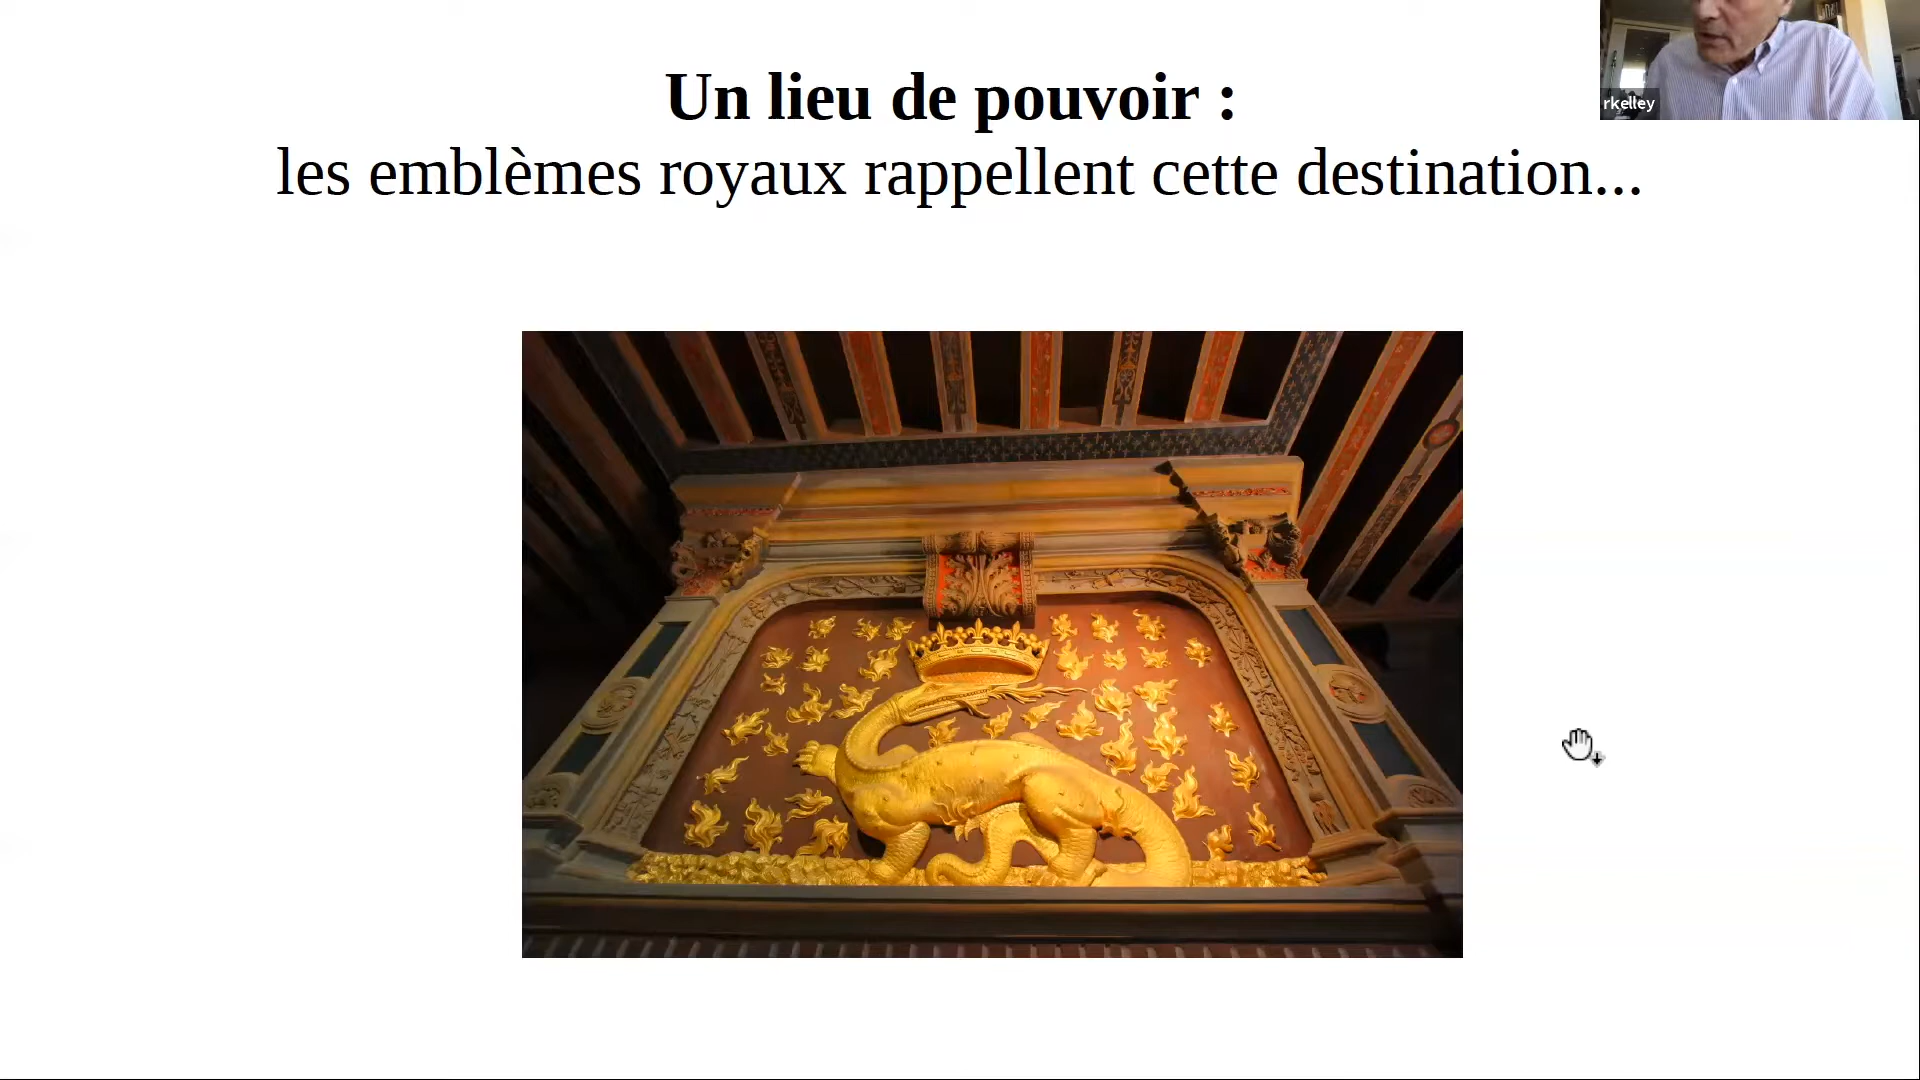 Un lieu de pouvoir :
les emblèmes royaux rappellent cette destination...
rkelley